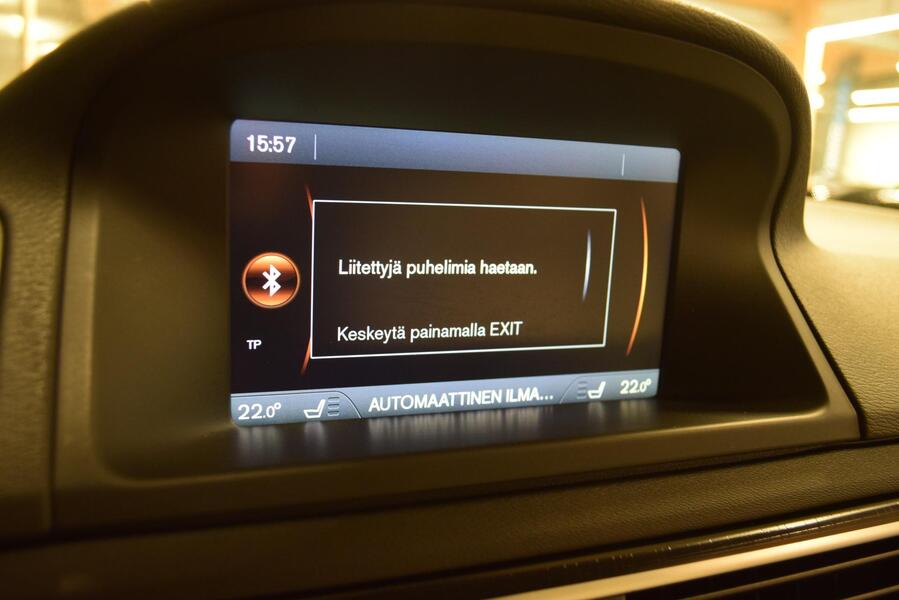 15:57
Liitettyjä puhelimia haetaan.
Keskeytä painamalla EXIT
TP
22.0° AUTOMAATTINEN ILMA... 22.0°